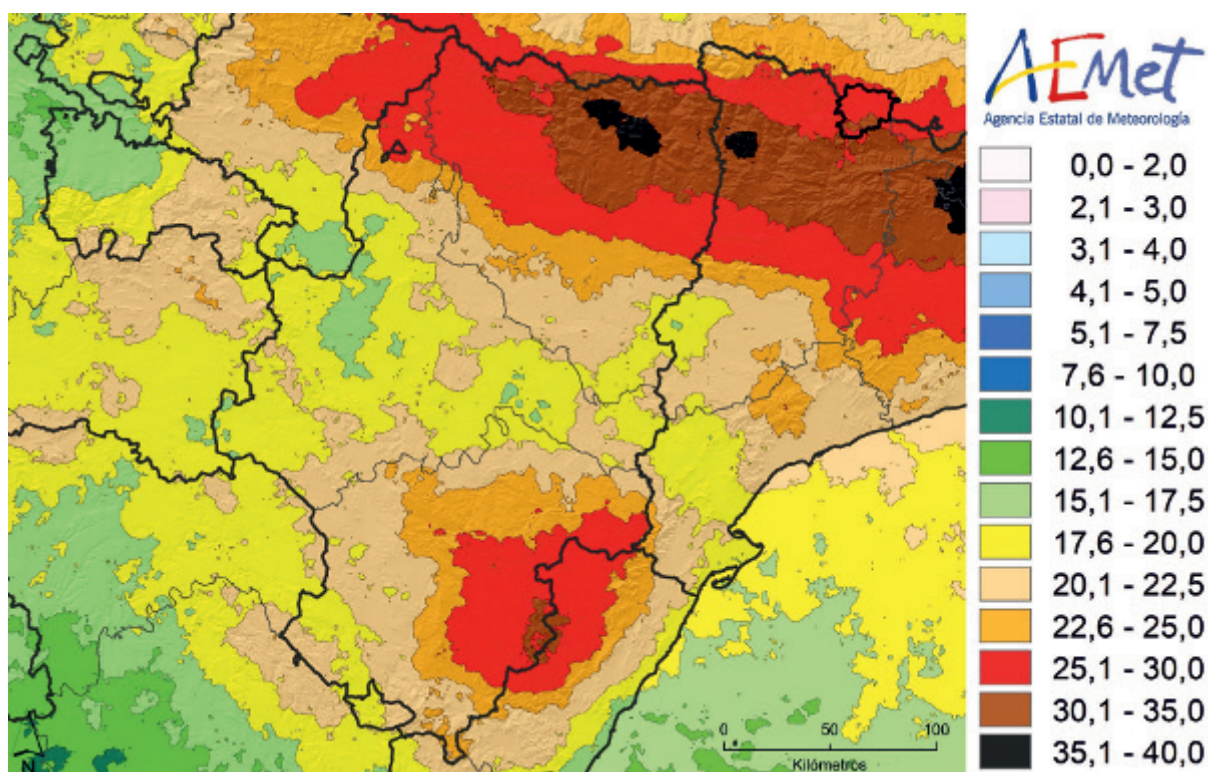 AEMet
Agencia Estatal de Meteorología
0,0 - 2,0
2,1 - 3,0
3,1 - 4,0
4,1 - 5,0
5,1 - 7,5
7,6 - 10,0
10,1 - 12,5
12,6 - 15,0
15,1 - 17,5
17,6 - 20,0
20,1 - 22,5
22,6 - 25,0
25,1 - 30,0
30,1 - 35,0
35,1 - 40,0
0 50 100
Kilómetros
N